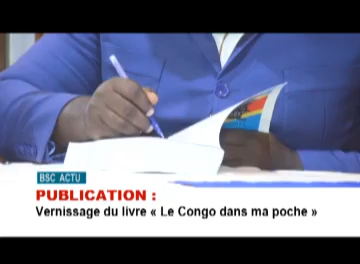 BSC ACTU
PUBLICATION :
Vernissage du livre « Le Congo dans ma poche »